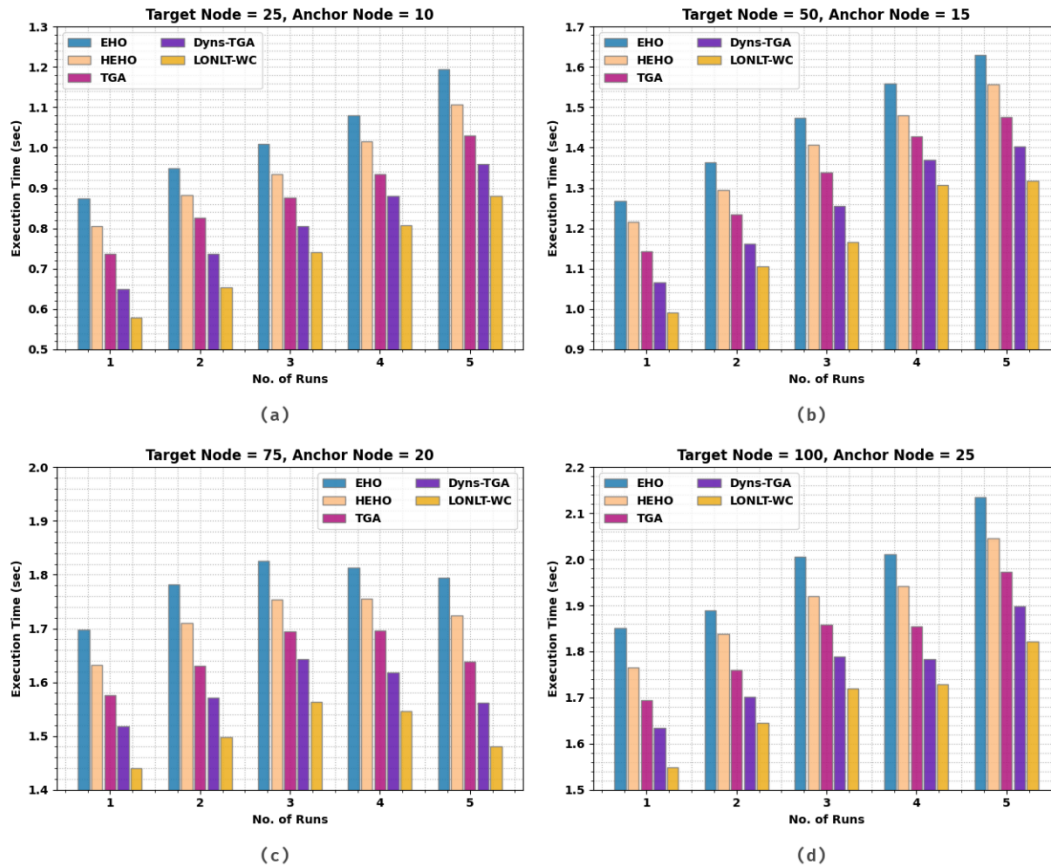 Target Node = 25, Anchor Node = 10
EHO
HEHO
TGA
Dyns-TGA
LONLT-WC
Execution Time (sec)
1.3
1.2
1.1
1.0
0.9
0.8
0.7
0.6
0.5
1 2 3 4 5
No. of Runs
(a)
Target Node = 50, Anchor Node = 15
EHO
HEHO
TGA
Dyns-TGA
LONLT-WC
Execution Time (sec)
1.7
1.6
1.5
1.4
1.3
1.2
1.1
1.0
0.9
1 2 3 4 5
No. of Runs
(b)
Target Node = 75, Anchor Node = 20
EHO
HEHO
TGA
Dyns-TGA
LONLT-WC
Execution Time (sec)
2.0
1.9
1.8
1.7
1.6
1.5
1.4
1 2 3 4 5
No. of Runs
(c)
Target Node = 100, Anchor Node = 25
EHO
HEHO
TGA
Dyns-TGA
LONLT-WC
Execution Time (sec)
2.2
2.1
2.0
1.9
1.8
1.7
1.6
1.5
1 2 3 4 5
No. of Runs
(d)